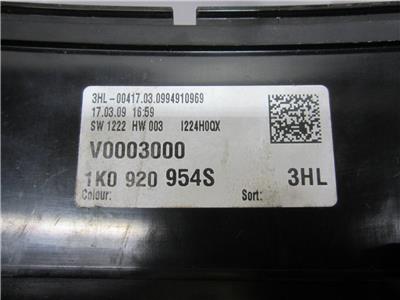 3HL-00417.03.0994910969
17.03.09 16:59
SW 1222 HW 003 I224H0QX
V0003000
1K0 920 954S 3HL
Colour: Sort: